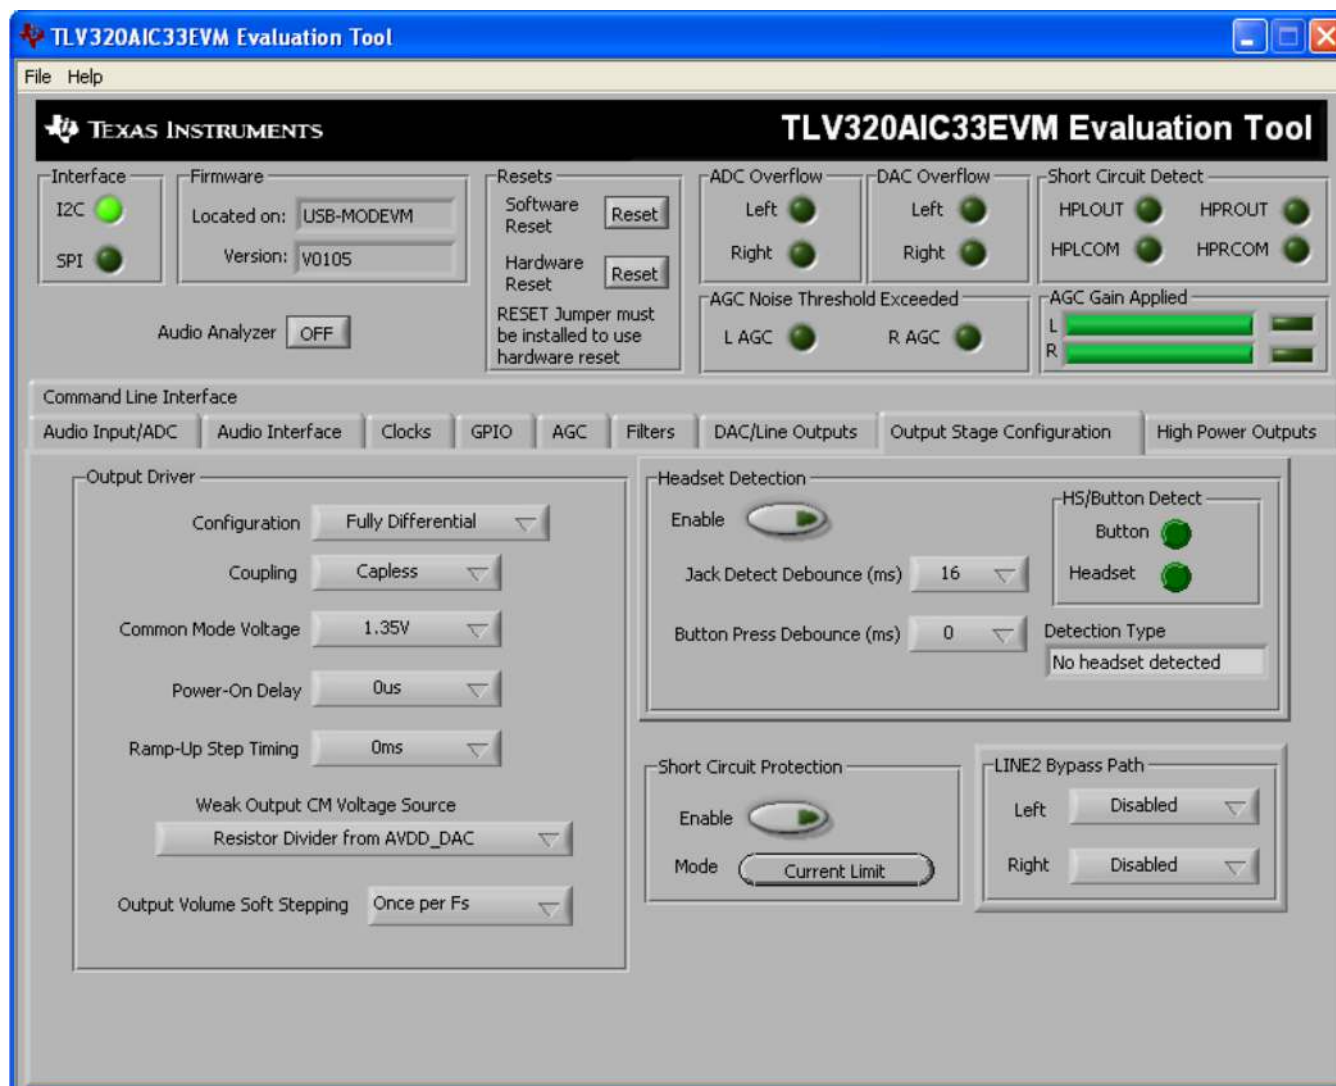 TLV320AIC33EVM Evaluation Tool
File Help
TEXAS INSTRUMENTS
TLV320AIC33EVM Evaluation Tool
Interface
I2C
SPI
Firmware
Located on: USB-MODEVM
Version: V0105
Audio Analyzer OFF
Resets
Software
Reset
Reset
Hardware
Reset
Reset
RESET Jumper must
be installed to use
hardware reset
ADC Overflow
Left
Right
DAC Overflow
Left
Right
Short Circuit Detect
HPLOUT HPROUT
HPLCOM HPRCOM
AGC Noise Threshold Exceeded
L AGC R AGC
AGC Gain Applied
L
R
Command Line Interface
Audio Input/ADC Audio Interface Clocks GPIO AGC Filters DAC/Line Outputs Output Stage Configuration High Power Outputs
Output Driver
Configuration Fully Differential
Coupling Capless
Common Mode Voltage 1.35V
Power-On Delay 0us
Ramp-Up Step Timing 0ms
Weak Output CM Voltage Source
Resistor Divider from AVDD_DAC
Output Volume Soft Stepping Once per Fs
Headset Detection
Enable
Jack Detect Debounce (ms) 16
Button Press Debounce (ms) 0
HS/Button Detect
Button
Headset
Detection Type
No headset detected
Short Circuit Protection
Enable
Mode Current Limit
LINE2 Bypass Path
Left Disabled
Right Disabled